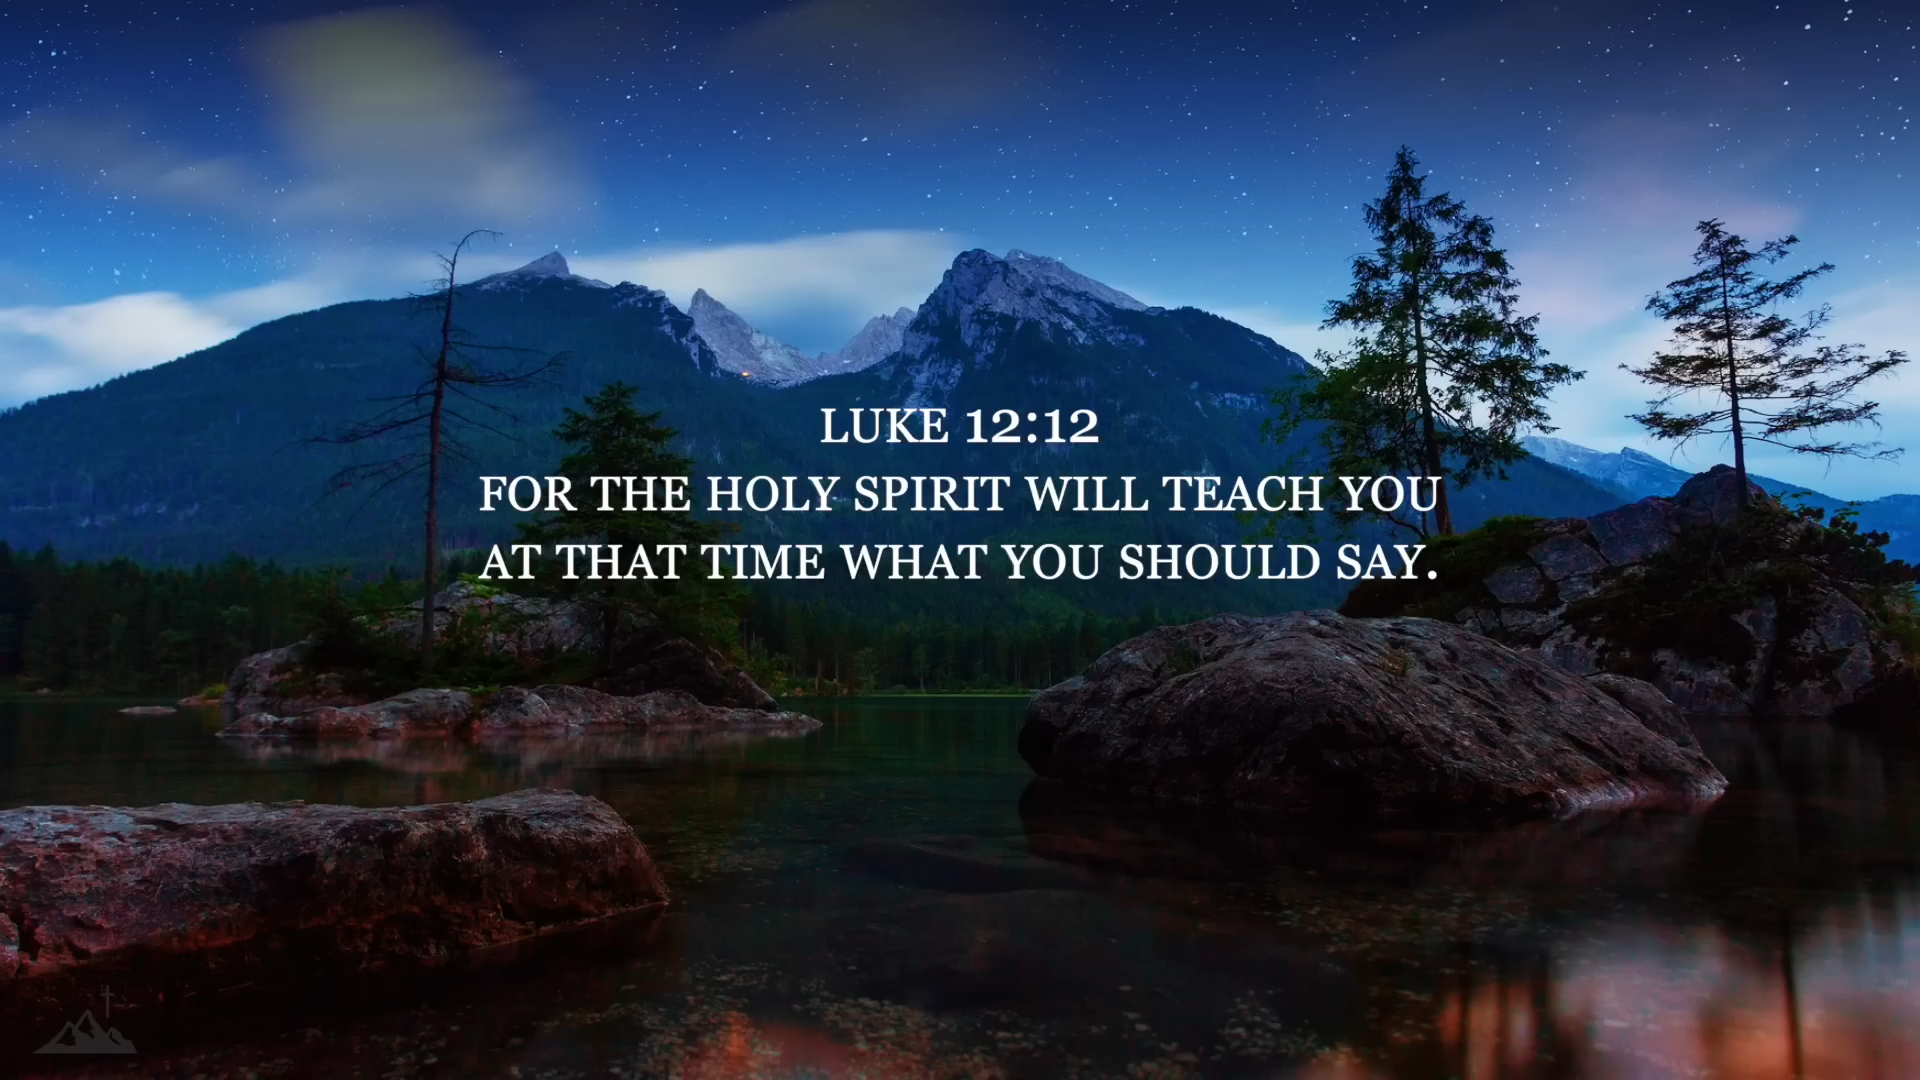 LUKE 12:12
FOR THE HOLY SPIRIT WILL TEACH YOU
AT THAT TIME WHAT YOU SHOULD SAY.